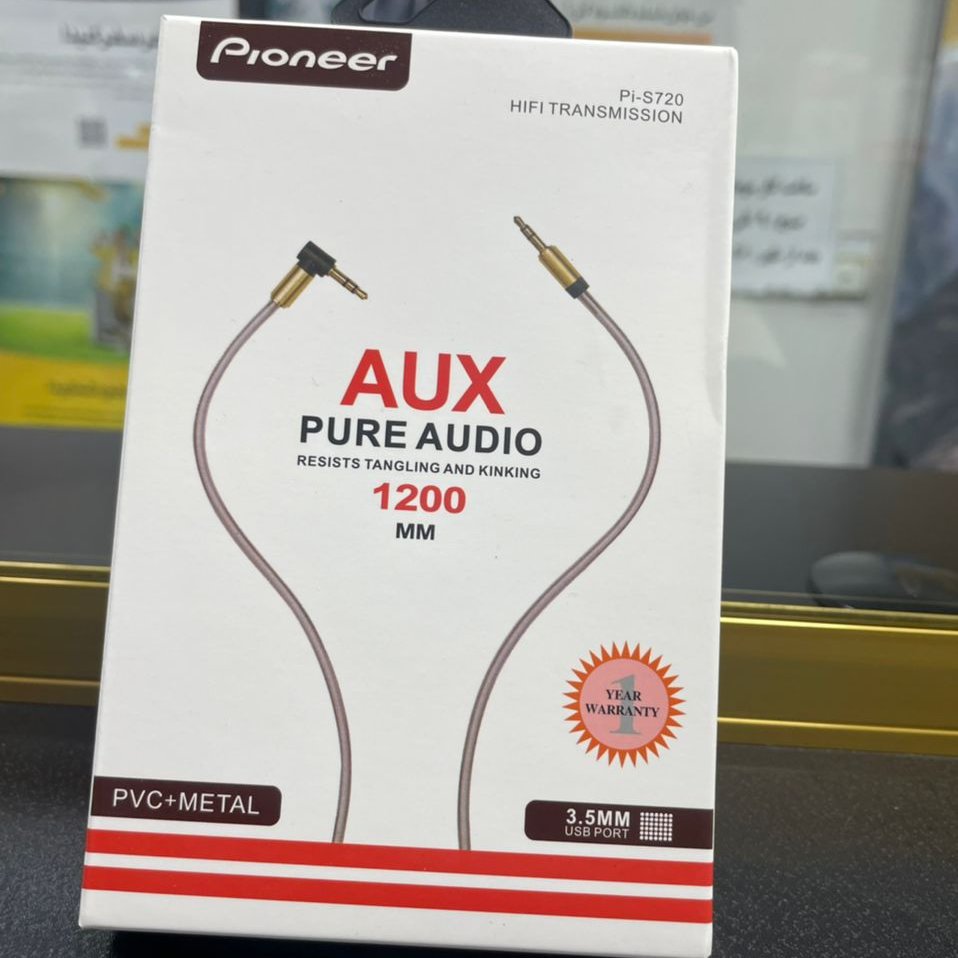 Pioneer
Pi-S720
HIFI TRANSMISSION
AUX
PURE AUDIO
RESISTS TANGLING AND KINKING
1200
MM
1
YEAR
WARRANTY
PVC+METAL
3.5MM
USB PORT